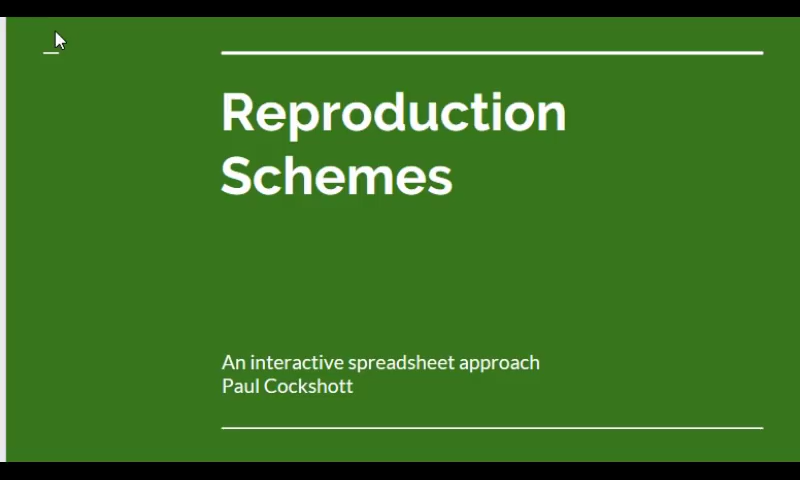 Reproduction
Schemes
An interactive spreadsheet approach
Paul Cockshott